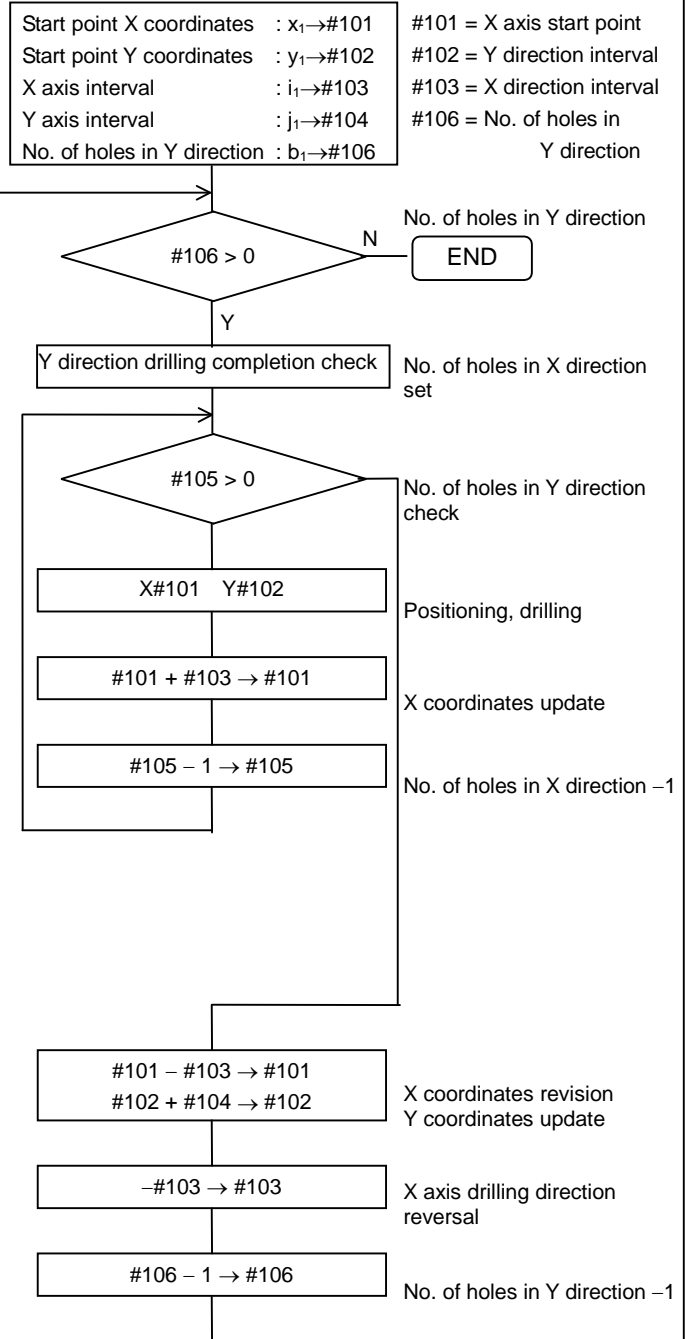 Start point X coordinates : x₁→#101
Start point Y coordinates : y₁→#102
X axis interval : i₁→#103
Y axis interval : j₁→#104
No. of holes in Y direction : b₁→#106
#101 = X axis start point
#102 = Y direction interval
#103 = X direction interval
#106 = No. of holes in
Y direction
No. of holes in Y direction
#106 > 0
N
END
Y
Y direction drilling completion check
No. of holes in X direction
set
#105 > 0
No. of holes in Y direction
check
X#101 Y#102
Positioning, drilling
#101 + #103 → #101
X coordinates update
#105 − 1 → #105
No. of holes in X direction −1
#101 − #103 → #101
#102 + #104 → #102
X coordinates revision
Y coordinates update
−#103 → #103
X axis drilling direction
reversal
#106 − 1 → #106
No. of holes in Y direction −1